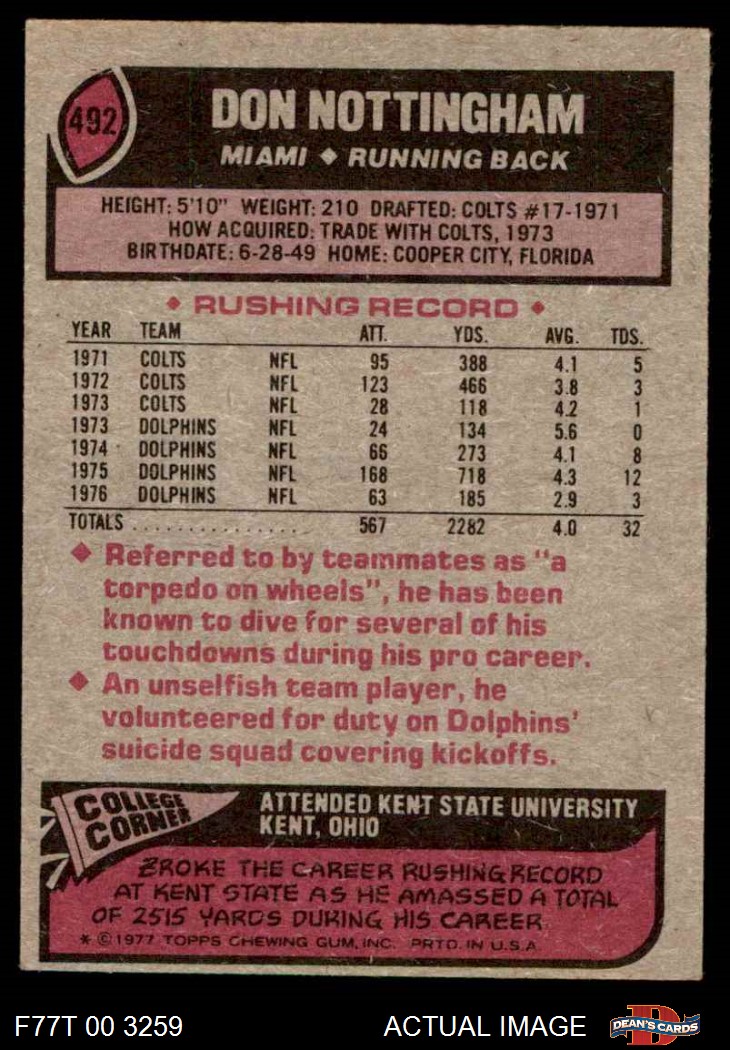 492
DON NOTTINGHAM
MIAMI ◆ RUNNING BACK
HEIGHT: 5'10" WEIGHT: 210 DRAFTED: COLTS #17-1971
HOW ACQUIRED: TRADE WITH COLTS, 1973
BIRTHDATE: 6-28-49 HOME: COOPER CITY, FLORIDA
◆ RUSHING RECORD ◆
YEAR TEAM ATT. YDS. AVG. TDS.
1971 COLTS NFL 95 388 4.1 5
1972 COLTS NFL 123 466 3.8 3
1973 COLTS NFL 28 118 4.2 1
1973 DOLPHINS NFL 24 134 5.6 0
1974 DOLPHINS NFL 66 273 4.1 8
1975 DOLPHINS NFL 168 718 4.3 12
1976 DOLPHINS NFL 63 185 2.9 3
TOTALS ................ 567 2282 4.0 32
◆ Referred to by teammates as "a
torpedo on wheels", he has been
known to dive for several of his
touchdowns during his pro career.
◆ An unselfish team player, he
volunteered for duty on Dolphins'
suicide squad covering kickoffs.
COLLEGE
CORNER
ATTENDED KENT STATE UNIVERSITY
KENT, OHIO
BROKE THE CAREER RUSHING RECORD
AT KENT STATE AS HE AMASSED A TOTAL
OF 2515 YARDS DURING HIS CAREER
* © 1977 TOPPS CHEWING GUM, INC. PRTD. IN U.S.A.
F77T 00 3259 ACTUAL IMAGE
D
DEAN'S CARDS